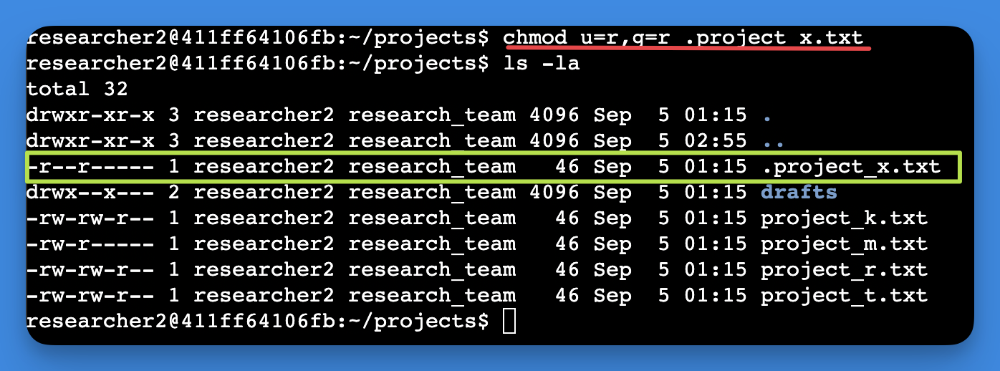 researcher2@411ff64106fb:~/projects$ chmod u=r,g=r .project_x.txt
researcher2@411ff64106fb:~/projects$ ls -la
total 32
drwxr-xr-x 3 researcher2 research_team 4096 Sep  5 01:15 .
drwxr-xr-x 3 researcher2 research_team 4096 Sep  5 02:55 ..
-r--r----- 1 researcher2 research_team   46 Sep  5 01:15 .project_x.txt
drwx--x--- 2 researcher2 research_team 4096 Sep  5 01:15 drafts
-rw-rw-r-- 1 researcher2 research_team   46 Sep  5 01:15 project_k.txt
-rw-r----- 1 researcher2 research_team   46 Sep  5 01:15 project_m.txt
-rw-rw-r-- 1 researcher2 research_team   46 Sep  5 01:15 project_r.txt
-rw-rw-r-- 1 researcher2 research_team   46 Sep  5 01:15 project_t.txt
researcher2@411ff64106fb:~/projects$